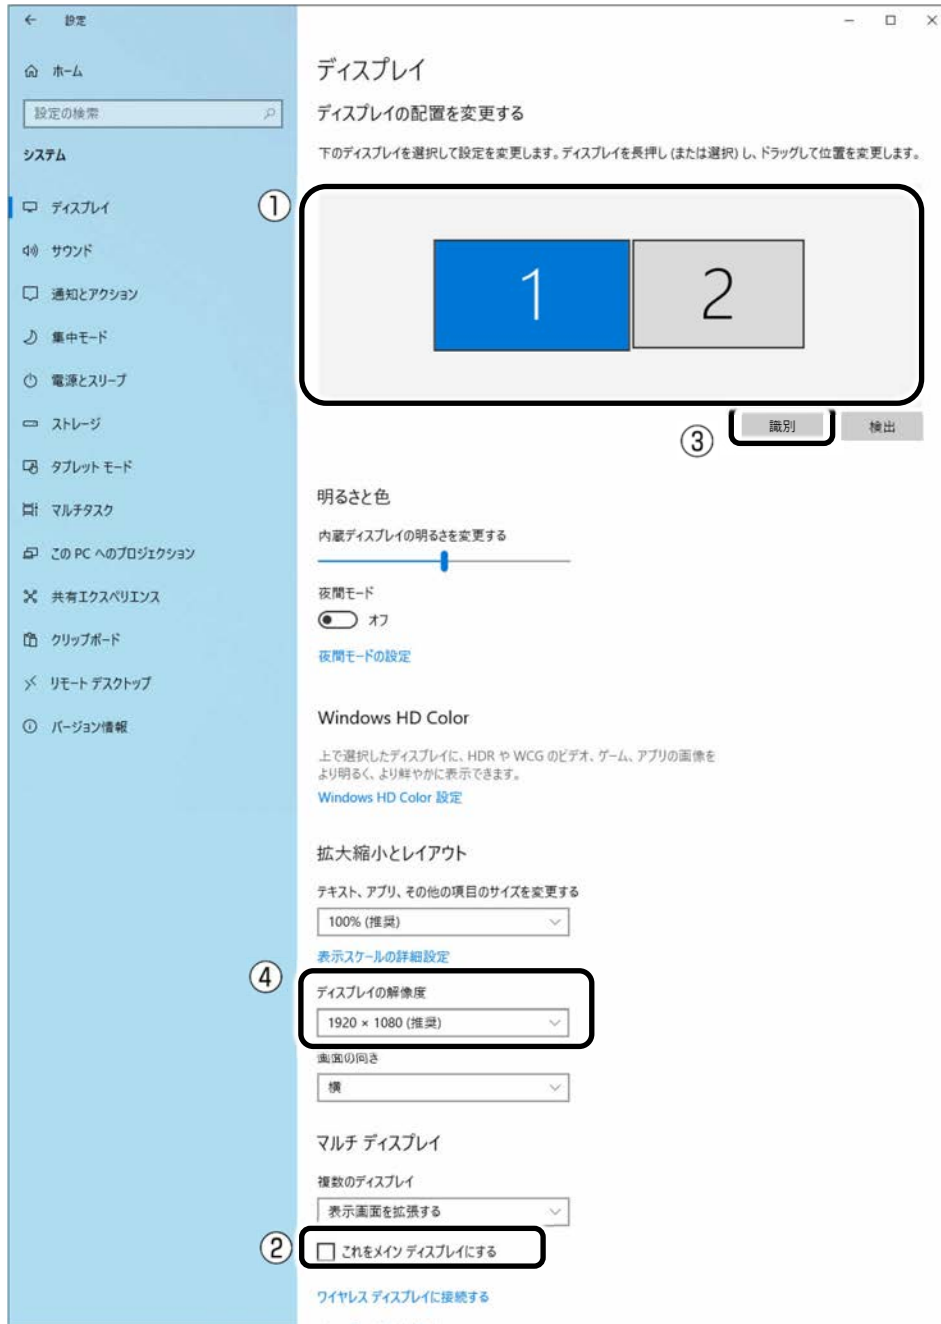 設定
ホーム
設定の検索
システム
ディスプレイ
サウンド
通知とアクション
集中モード
電源とスリープ
ストレージ
タブレット モード
マルチタスク
この PC へのプロジェクション
共有エクスペリエンス
クリップボード
リモート デスクトップ
バージョン情報
ディスプレイ
ディスプレイの配置を変更する
下のディスプレイを選択して設定を変更します。ディスプレイを長押し (または選択) し、ドラッグして位置を変更します。
①
1 2
③ 識別 検出
明るさと色
内蔵ディスプレイの明るさを変更する
夜間モード
オフ
夜間モードの設定
Windows HD Color
上で選択したディスプレイに、HDR や WCG のビデオ、ゲーム、アプリの画像を
より明るく、より鮮やかに表示できます。
Windows HD Color 設定
拡大縮小とレイアウト
テキスト、アプリ、その他の項目のサイズを変更する
100% (推奨)
表示スケールの詳細設定
④
ディスプレイの解像度
1920 × 1080 (推奨)
画面の向き
横
マルチ ディスプレイ
複数のディスプレイ
表示画面を拡張する
② これをメイン ディスプレイにする
ワイヤレス ディスプレイに接続する